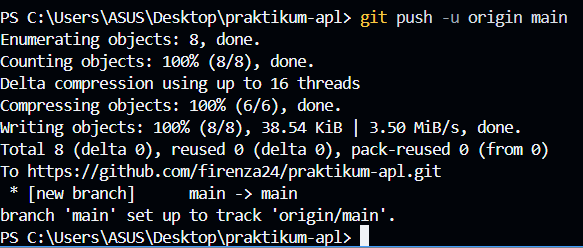 PS C:\Users\ASUS\Desktop\praktikum-apl> git push -u origin main
Enumerating objects: 8, done.
Counting objects: 100% (8/8), done.
Delta compression using up to 16 threads
Compressing objects: 100% (6/6), done.
Writing objects: 100% (8/8), 38.54 KiB | 3.50 MiB/s, done.
Total 8 (delta 0), reused 0 (delta 0), pack-reused 0 (from 0)
To https://github.com/firenza24/praktikum-apl.git
 * [new branch]      main -> main
branch 'main' set up to track 'origin/main'.
PS C:\Users\ASUS\Desktop\praktikum-apl>